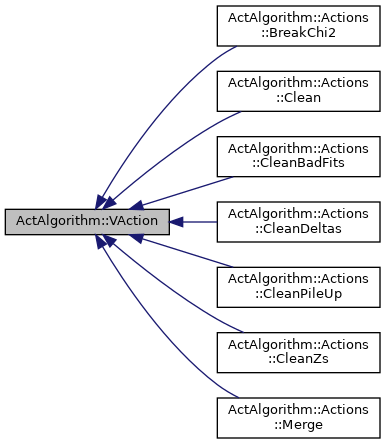 ActAlgorithm::Actions
::BreakChi2
ActAlgorithm::Actions
::Clean
ActAlgorithm::Actions
::CleanBadFits
ActAlgorithm::VAction
ActAlgorithm::Actions
::CleanDeltas
ActAlgorithm::Actions
::CleanPileUp
ActAlgorithm::Actions
::CleanZs
ActAlgorithm::Actions
::Merge